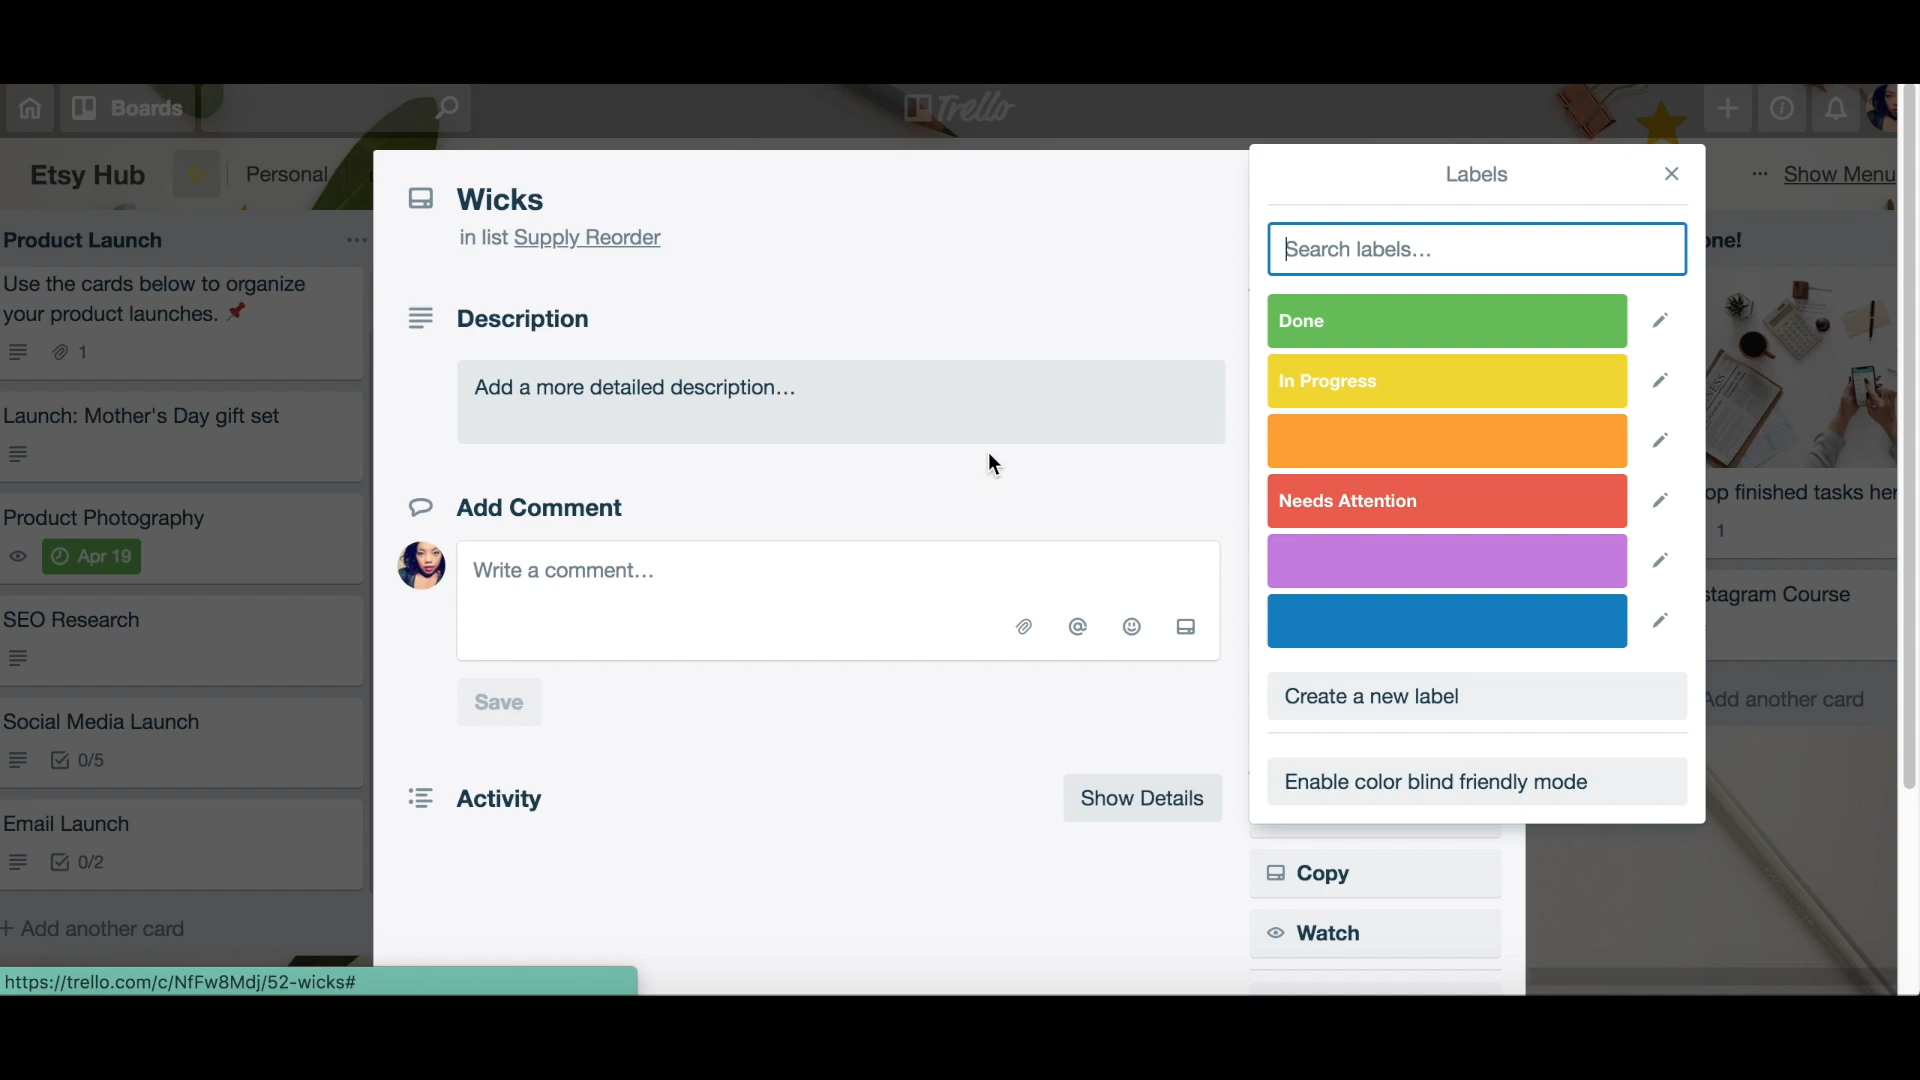 Boards
Trello
Etsy Hub
Personal
Show Menu
Product Launch
Use the cards below to organize
your product launches.
1
Launch: Mother's Day gift set
Product Photography
Apr 19
SEO Research
Social Media Launch
0/5
Email Launch
0/2
+ Add another card
https://trello.com/c/NfFw8Mdj/52-wicks#
Wicks
in list Supply Reorder
Description
Add a more detailed description...
Add Comment
Write a comment...
Save
Activity
Show Details
Labels
Search labels...
Done
In Progress
Needs Attention
Create a new label
Enable color blind friendly mode
Copy
Watch
one!
op finished tasks her
1
stagram Course
Add another card